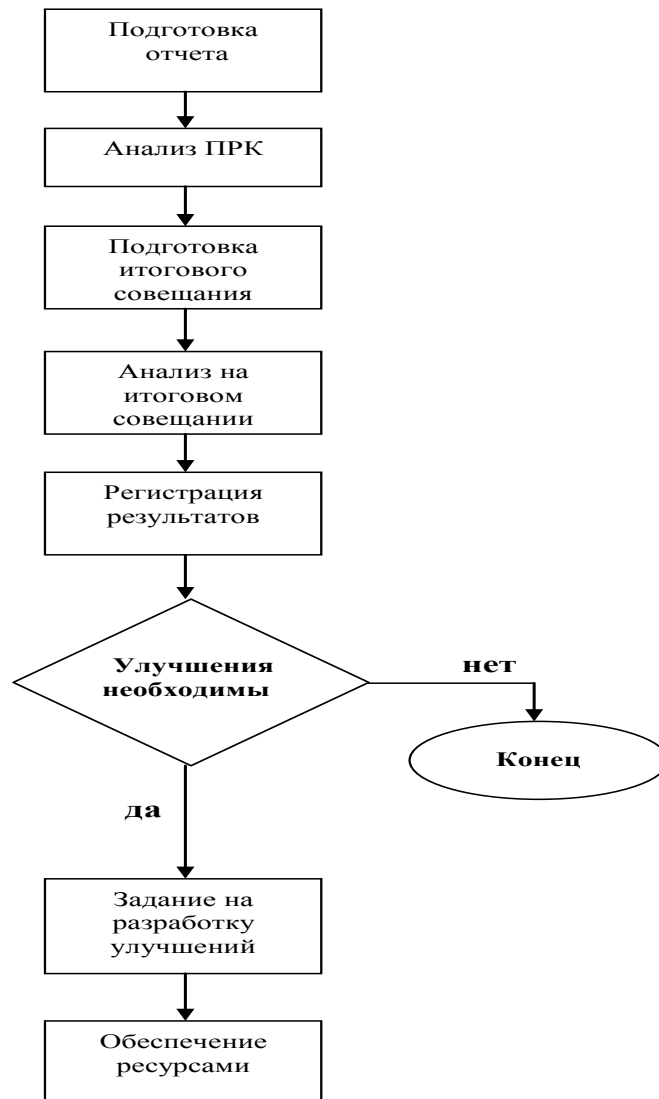 Подготовка
отчета
Анализ ПРК
Подготовка
итогового
совещания
Анализ на
итоговом
совещании
Регистрация
результатов
Улучшения
необходимы
нет
Конец
да
Задание на
разработку
улучшений
Обеспечение
ресурсами